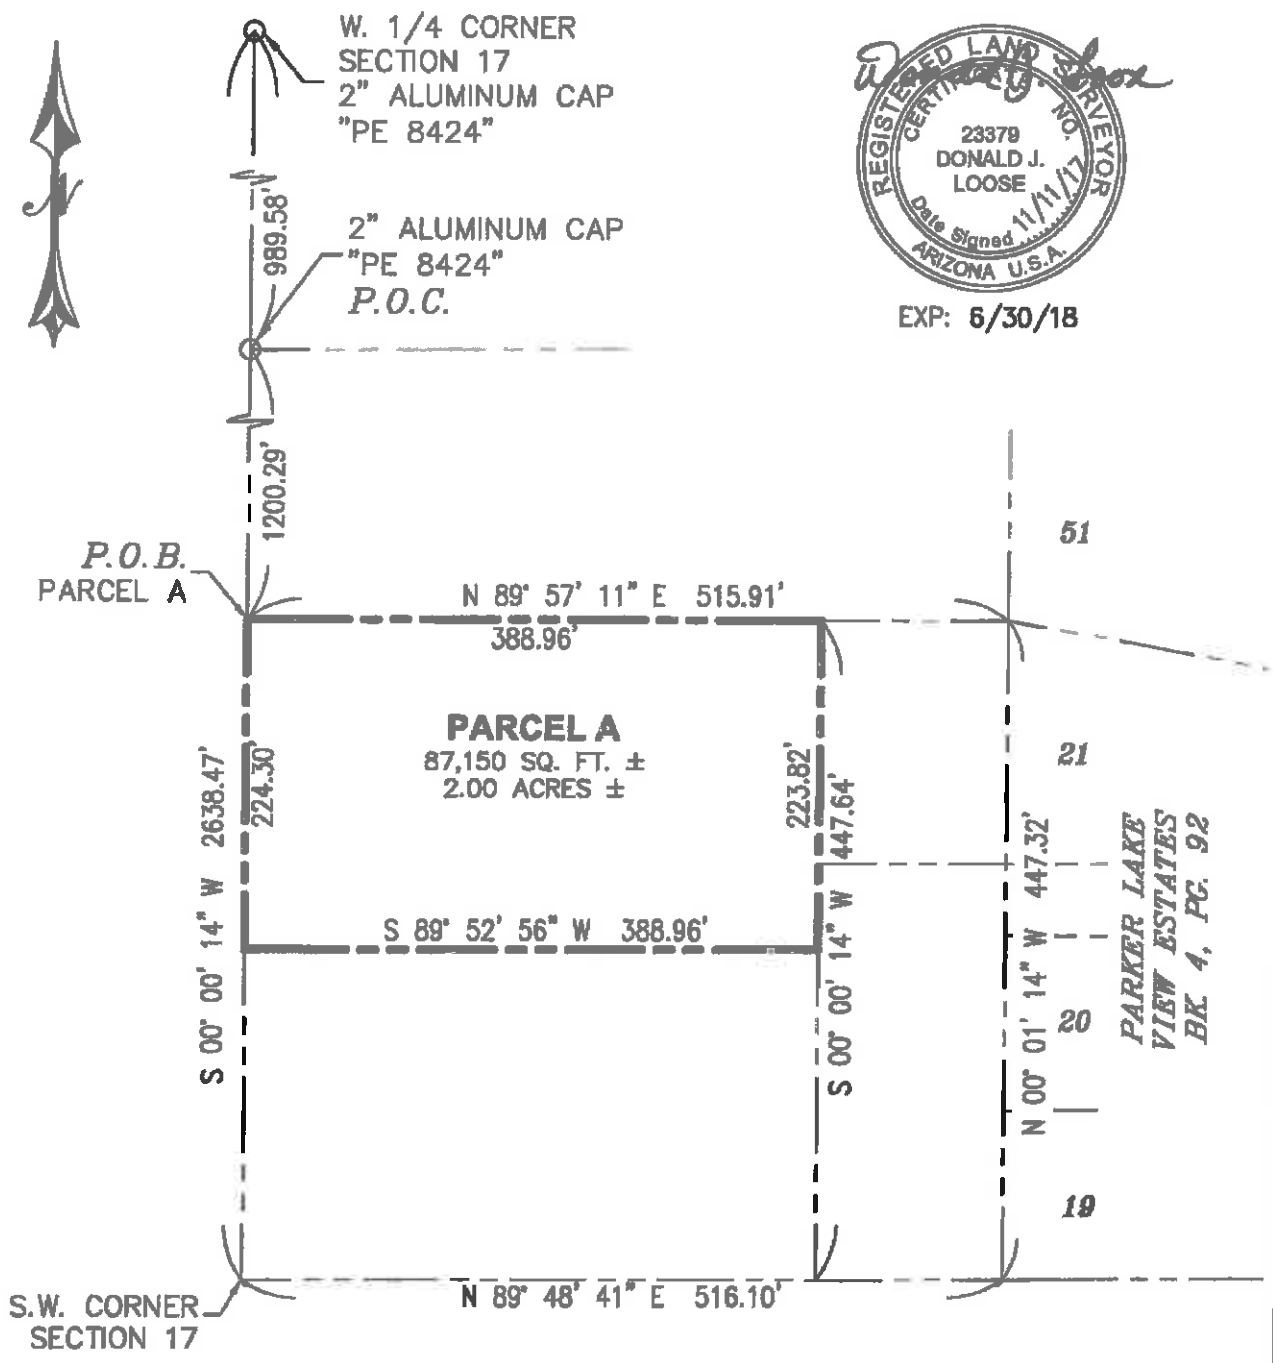 W. 1/4 CORNER
SECTION 17
2" ALUMINUM CAP
"PE 8424"
REGISTERED LAND SURVEYOR
CERTIFICATE NO.
23379
DONALD J.
LOOSE
Date Signed 11/11/17
ARIZONA U.S.A.
EXP: 6/30/18
N
989.58'
2" ALUMINUM CAP
"PE 8424"
P.O.C.
1200.29'
P.O.B.
PARCEL A
N 89° 57' 11" E 515.91'
388.96'
51
PARCEL A
87,150 SQ. FT. ±
2.00 ACRES ±
S 00° 00' 14" W 2638.47'
224.30'
223.82'
S 00° 00' 14" W 447.64'
N 00° 01' 14" W 447.32'
21
20
19
PARKER LAKE
VIEW ESTATES
BK. 4, PG. 92
S 89° 52' 56" W 388.96'
N 89° 48' 41" E 516.10'
S.W. CORNER
SECTION 17